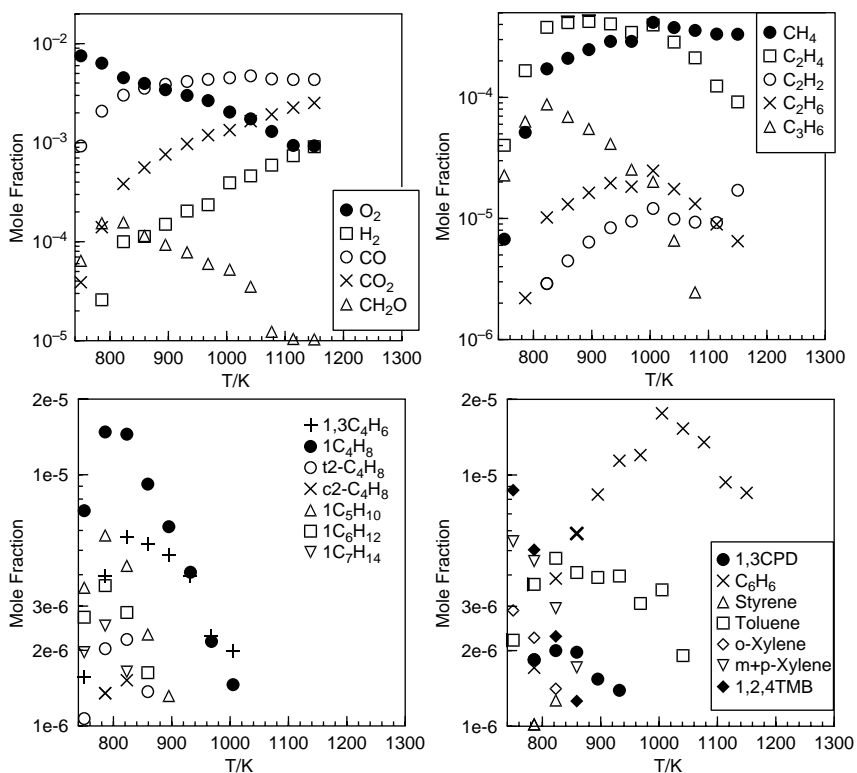 10⁻²
10⁻³
10⁻⁴
10⁻⁵
Mole Fraction
800 900 1000 1100 1200 1300
T/K
O₂
H₂
CO
CO₂
CH₂O
10⁻⁴
10⁻⁵
10⁻⁶
Mole Fraction
800 900 1000 1100 1200 1300
T/K
CH₄
C₂H₄
C₂H₂
C₂H₆
C₃H₆
2e-5
1e-5
3e-6
2e-6
1e-6
Mole Fraction
800 900 1000 1100 1200 1300
T/K
1,3C₄H₆
1C₄H₈
t2-C₄H₈
c2-C₄H₈
1C₅H₁₀
1C₆H₁₂
1C₇H₁₄
2e-5
1e-5
3e-6
2e-6
1e-6
Mole Fraction
800 900 1000 1100 1200 1300
T/K
1,3CPD
C₆H₆
Styrene
Toluene
o-Xylene
m+p-Xylene
1,2,4TMB